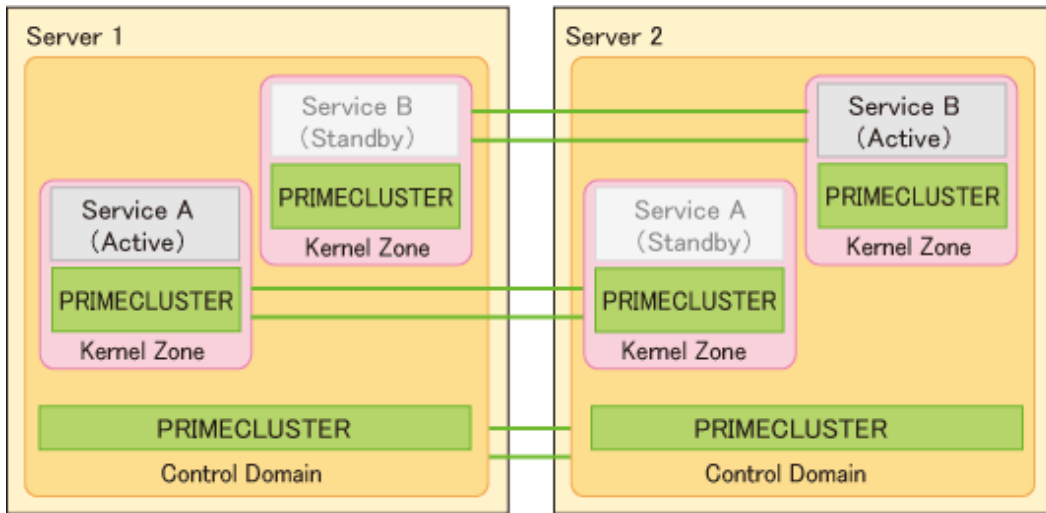 Server 1
Service B
(Standby)
PRIMECLUSTER
Kernel Zone
Service A
(Active)
PRIMECLUSTER
Kernel Zone
PRIMECLUSTER
Control Domain
Server 2
Service B
(Active)
PRIMECLUSTER
Kernel Zone
Service A
(Standby)
PRIMECLUSTER
Kernel Zone
PRIMECLUSTER
Control Domain